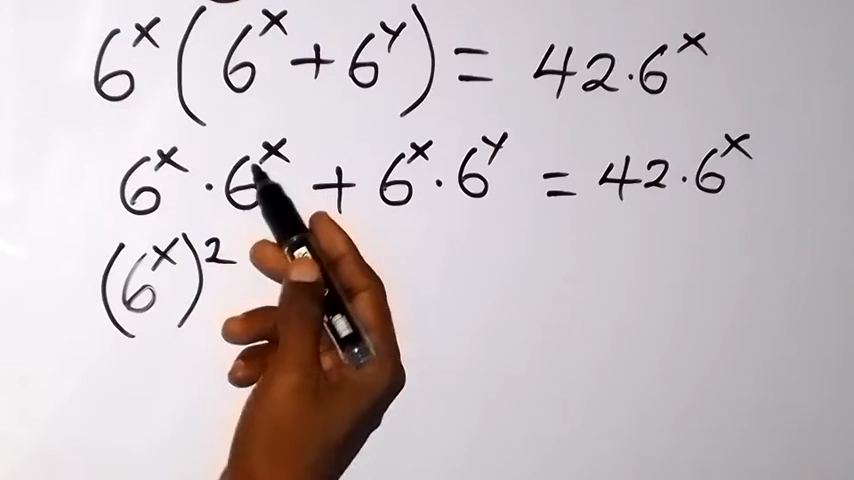 6^x (6^x + 6^y) = 42 · 6^x
6^x · 6^x + 6^x · 6^y = 42 · 6^x
(6^x)^2